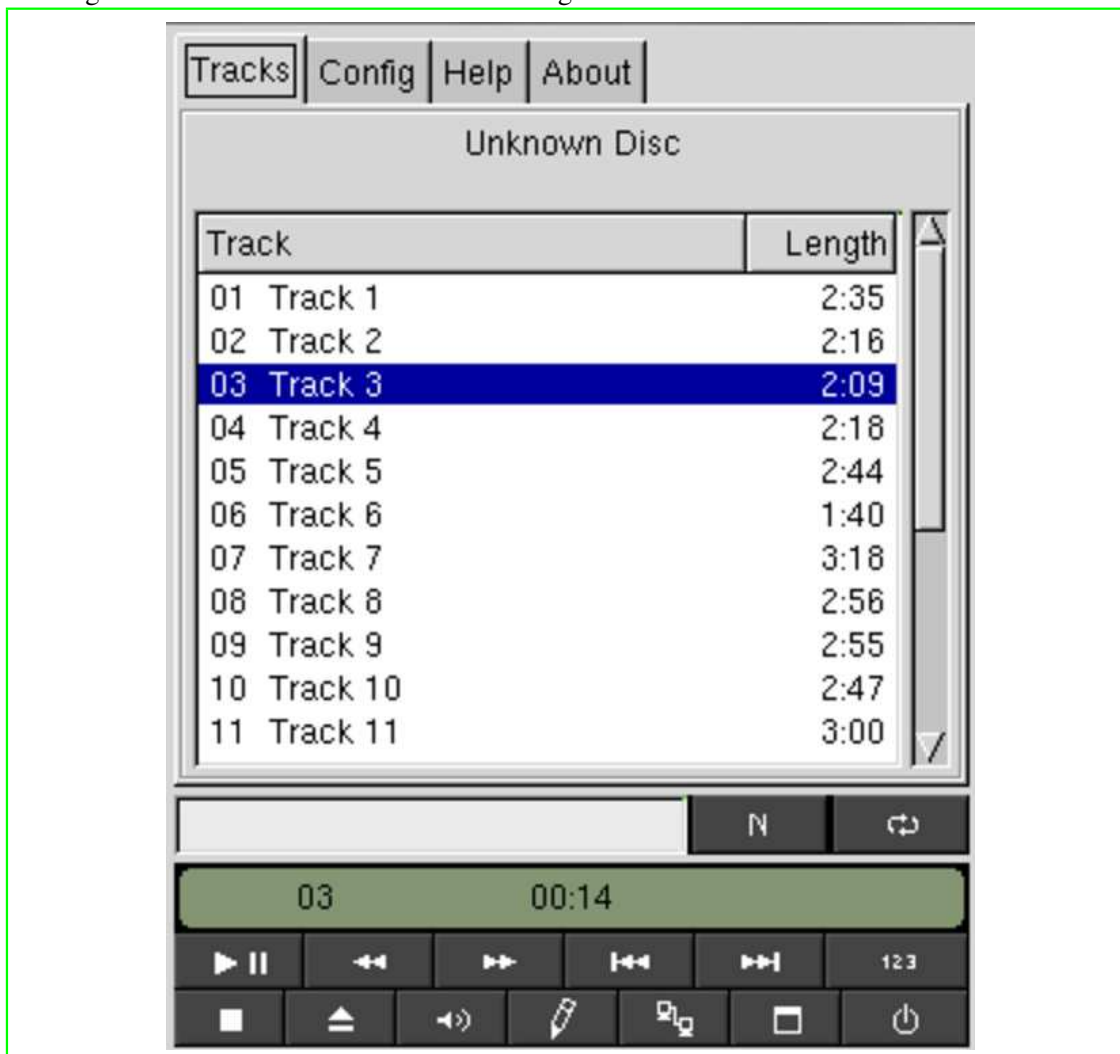 Tracks Config Help About
Unknown Disc
Track Length
01 Track 1 2:35
02 Track 2 2:16
03 Track 3 2:09
04 Track 4 2:18
05 Track 5 2:44
06 Track 6 1:40
07 Track 7 3:18
08 Track 8 2:56
09 Track 9 2:55
10 Track 10 2:47
11 Track 11 3:00
N
03 00:14
123